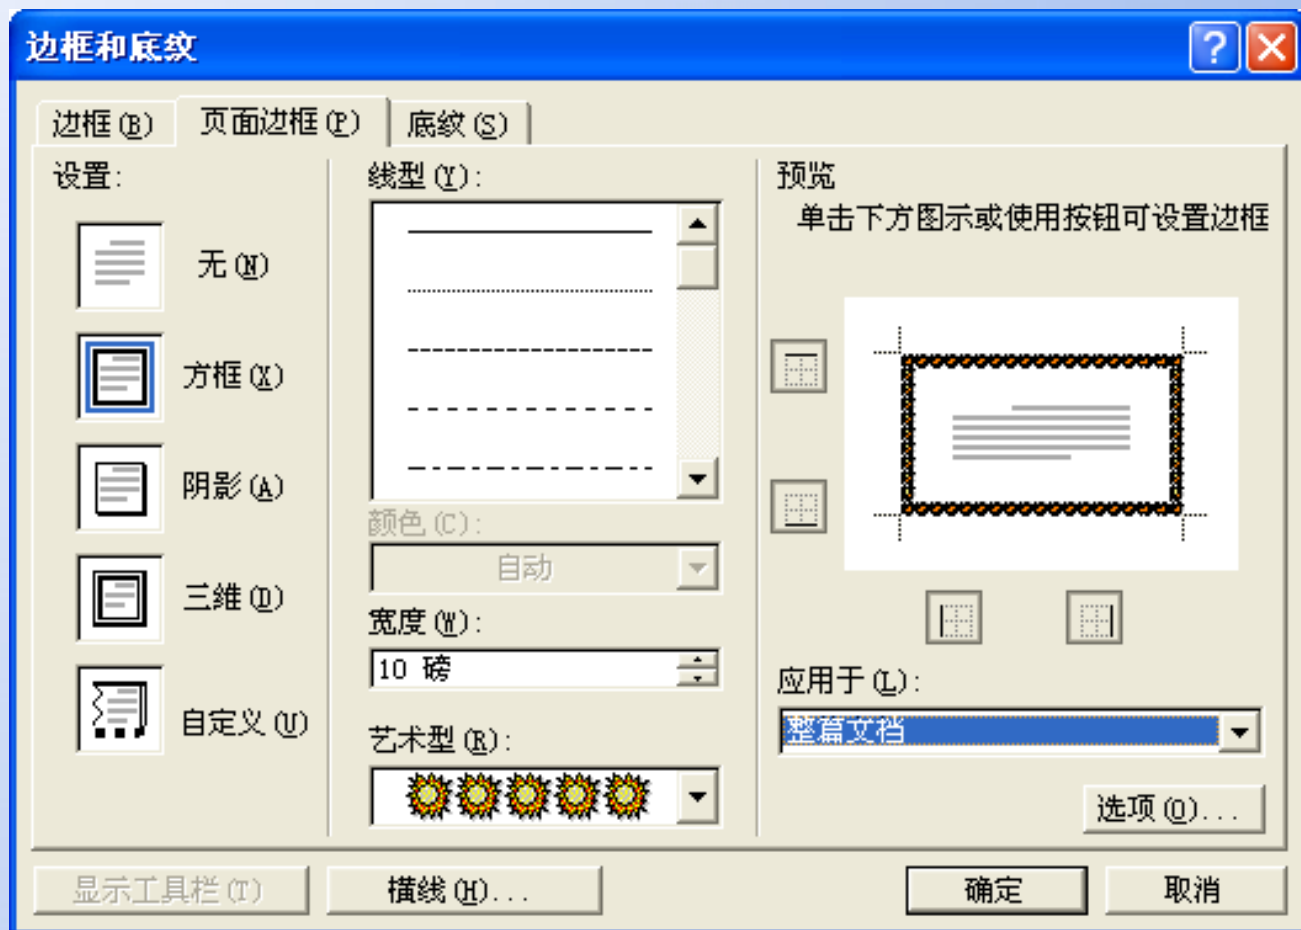 边框和底纹
边框(B) 页面边框(P) 底纹(S)
设置:
无(N)
方框(X)
阴影(A)
三维(D)
自定义(U)
线型(Y):
颜色(C):
自动
宽度(W):
10 磅
艺术型(R):
预览
单击下方图示或使用按钮可设置边框
应用于(L):
整篇文档
选项(O)...
显示工具栏(T) 横线(H)... 确定 取消